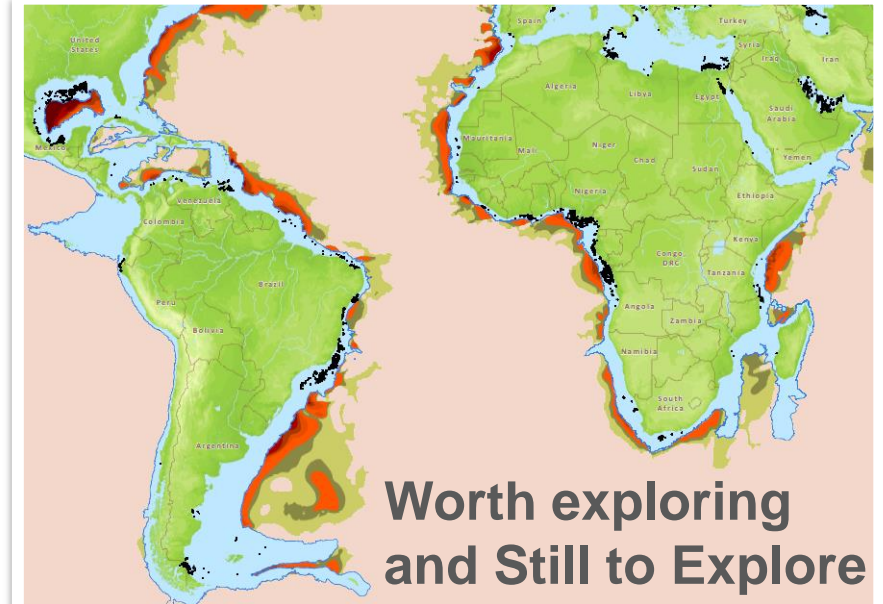 United
States
Spain
Turkey
Syria
Iraq
Iran
Algeria
Libya
Egypt
Saudi
Arabia
Mexico
Mauritania
Mali
Niger
Chad
Sudan
Yemen
Nigeria
Ethiopia
Venezuela
Colombia
Kenya
Congo
DRC
Tanzania
Brazil
Peru
Angola
Zambia
Bolivia
Namibia
South
Africa
Argentina
Worth exploring
and Still to Explore